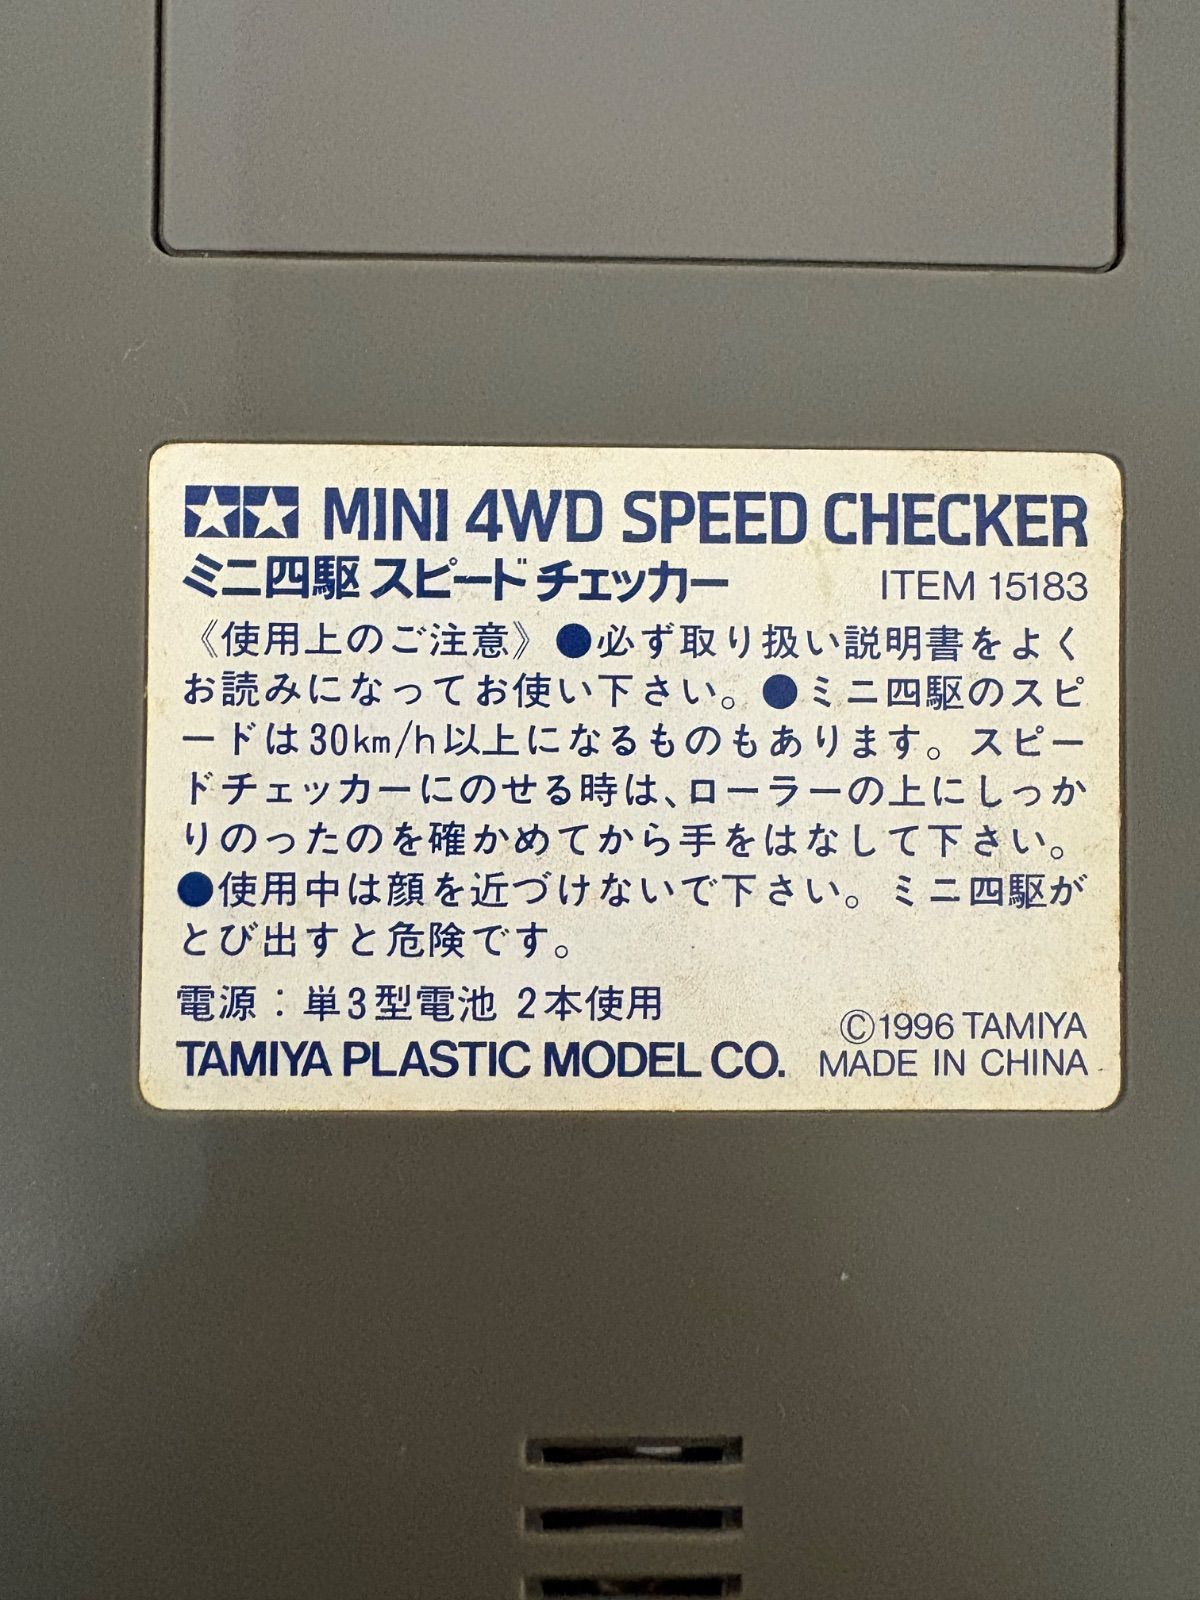 MINI 4WD SPEED CHECKER
ミニ四駆 スピード チェッカー ITEM 15183
《使用上のご注意》●必ず取り扱い説明書をよく
お読みになってお使い下さい。●ミニ四駆のスピ
ードは30km/h以上になるものもあります。スピー
ドチェッカーにのせる時は、ローラーの上にしっか
りのったのを確かめてから手をはなして下さい。
●使用中は顔を近づけないで下さい。ミニ四駆が
とび出すと危険です。
電源：単3型電池 2本使用
©1996 TAMIYA
TAMIYA PLASTIC MODEL CO. MADE IN CHINA